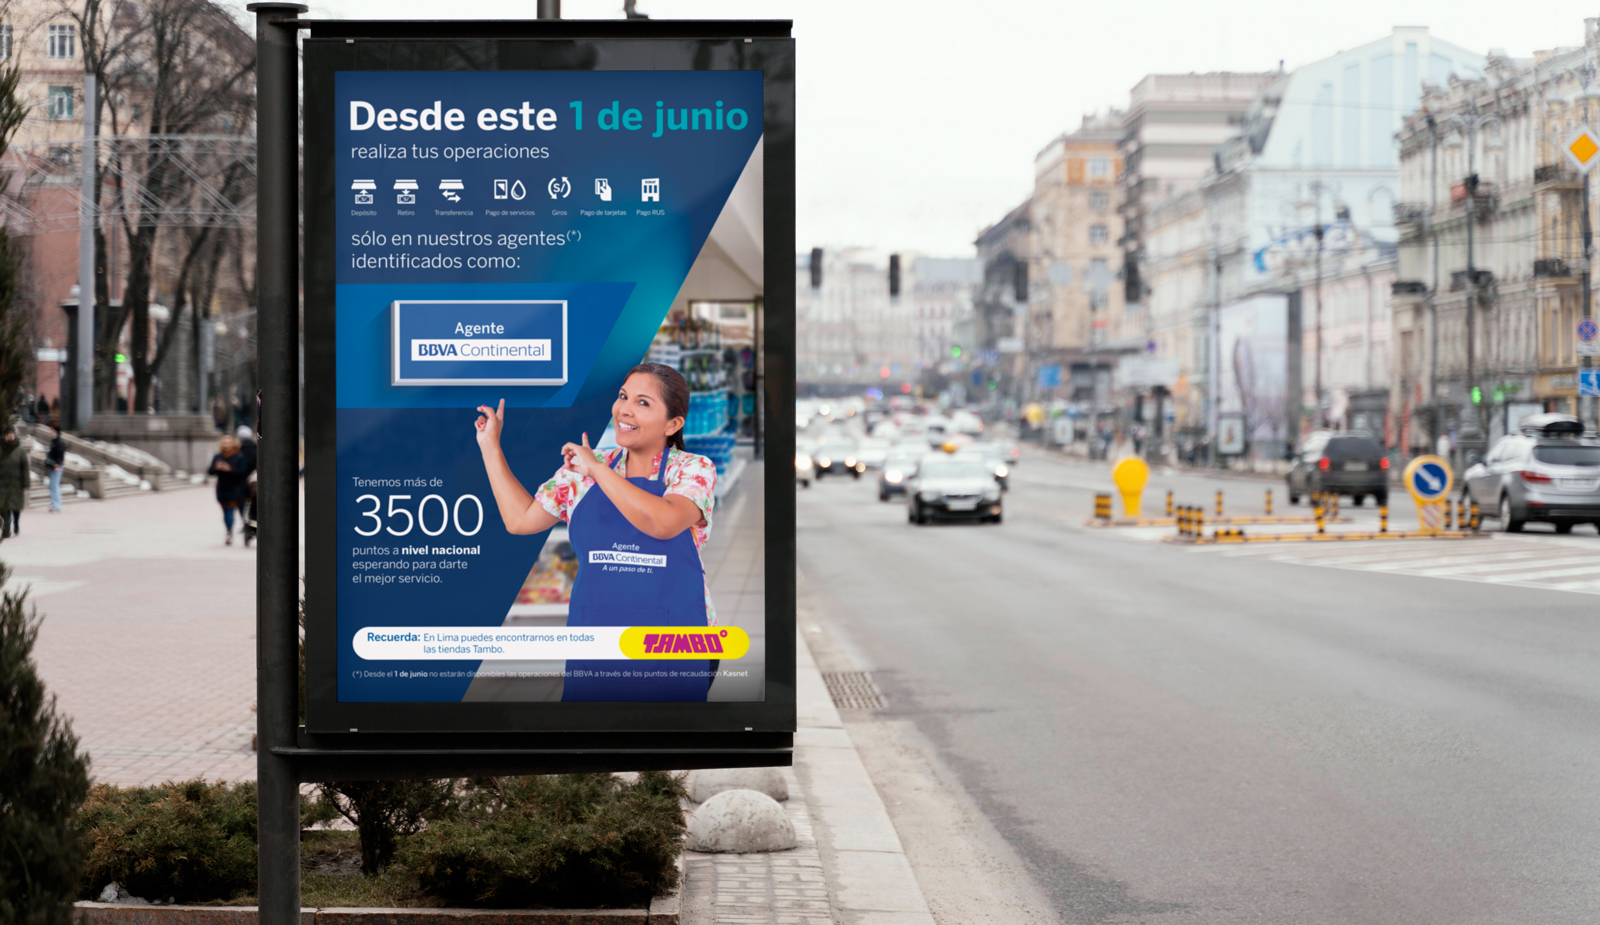 Desde este 1 de junio
realiza tus operaciones
Depósito Retiro Transferencia Pago de servicios Giros Pago de tarjetas Pago RUS
sólo en nuestros agentes(*)
identificados como:
Agente
BBVA Continental
Tenemos más de
3500
puntos a nivel nacional
esperando para darte
el mejor servicio.
Agente
BBVA Continental
A un paso de ti.
Recuerda: En Lima puedes encontrarnos en todas
las tiendas Tambo.
TAMBO
(*) Desde el 1 de junio no estarán disponibles las operaciones del BBVA a través de los puntos de recaudación Kasnet.